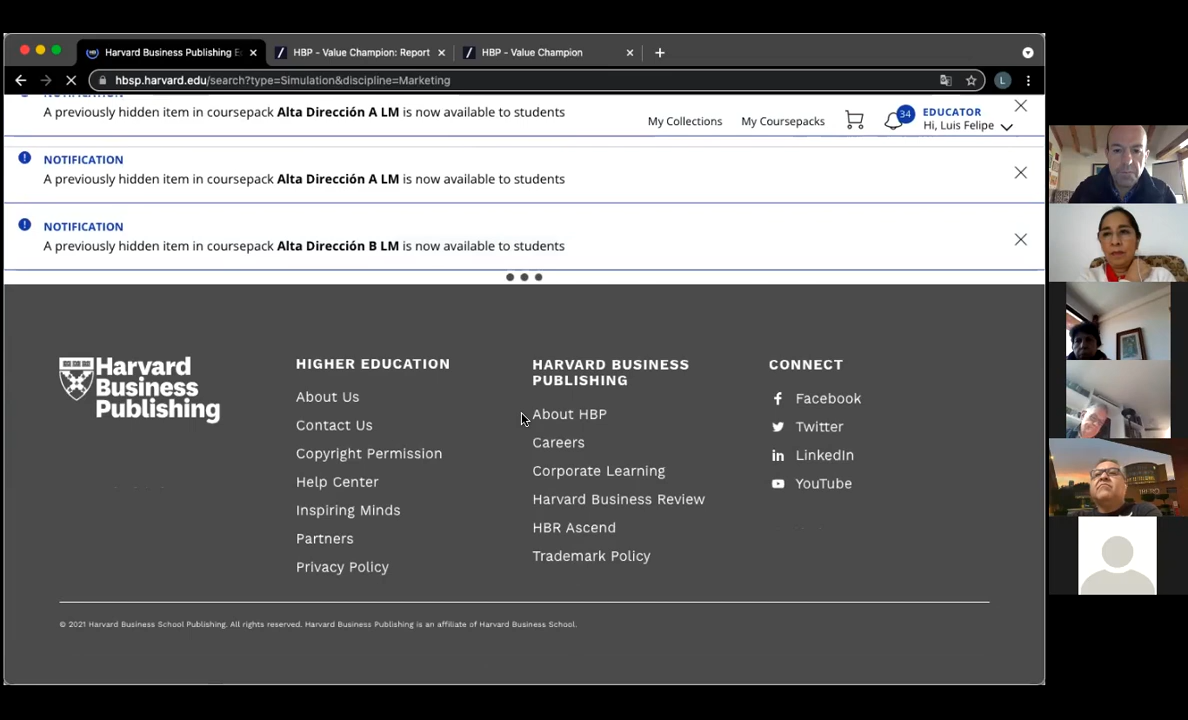 Harvard Business Publishing E
HBP - Value Champion: Report
HBP - Value Champion
hbsp.harvard.edu/search?type=Simulation&discipline=Marketing
L
NOTIFICATION
A previously hidden item in coursepack Alta Dirección A LM is now available to students
My Collections
My Coursepacks
34
EDUCATOR
Hi, Luis Felipe
NOTIFICATION
A previously hidden item in coursepack Alta Dirección A LM is now available to students
NOTIFICATION
A previously hidden item in coursepack Alta Dirección B LM is now available to students
Harvard
Business
Publishing
HIGHER EDUCATION
About Us
Contact Us
Copyright Permission
Help Center
Inspiring Minds
Partners
Privacy Policy
HARVARD BUSINESS
PUBLISHING
About HBP
Careers
Corporate Learning
Harvard Business Review
HBR Ascend
Trademark Policy
CONNECT
Facebook
Twitter
LinkedIn
YouTube
© 2021 Harvard Business School Publishing. All rights reserved. Harvard Business Publishing is an affiliate of Harvard Business School.